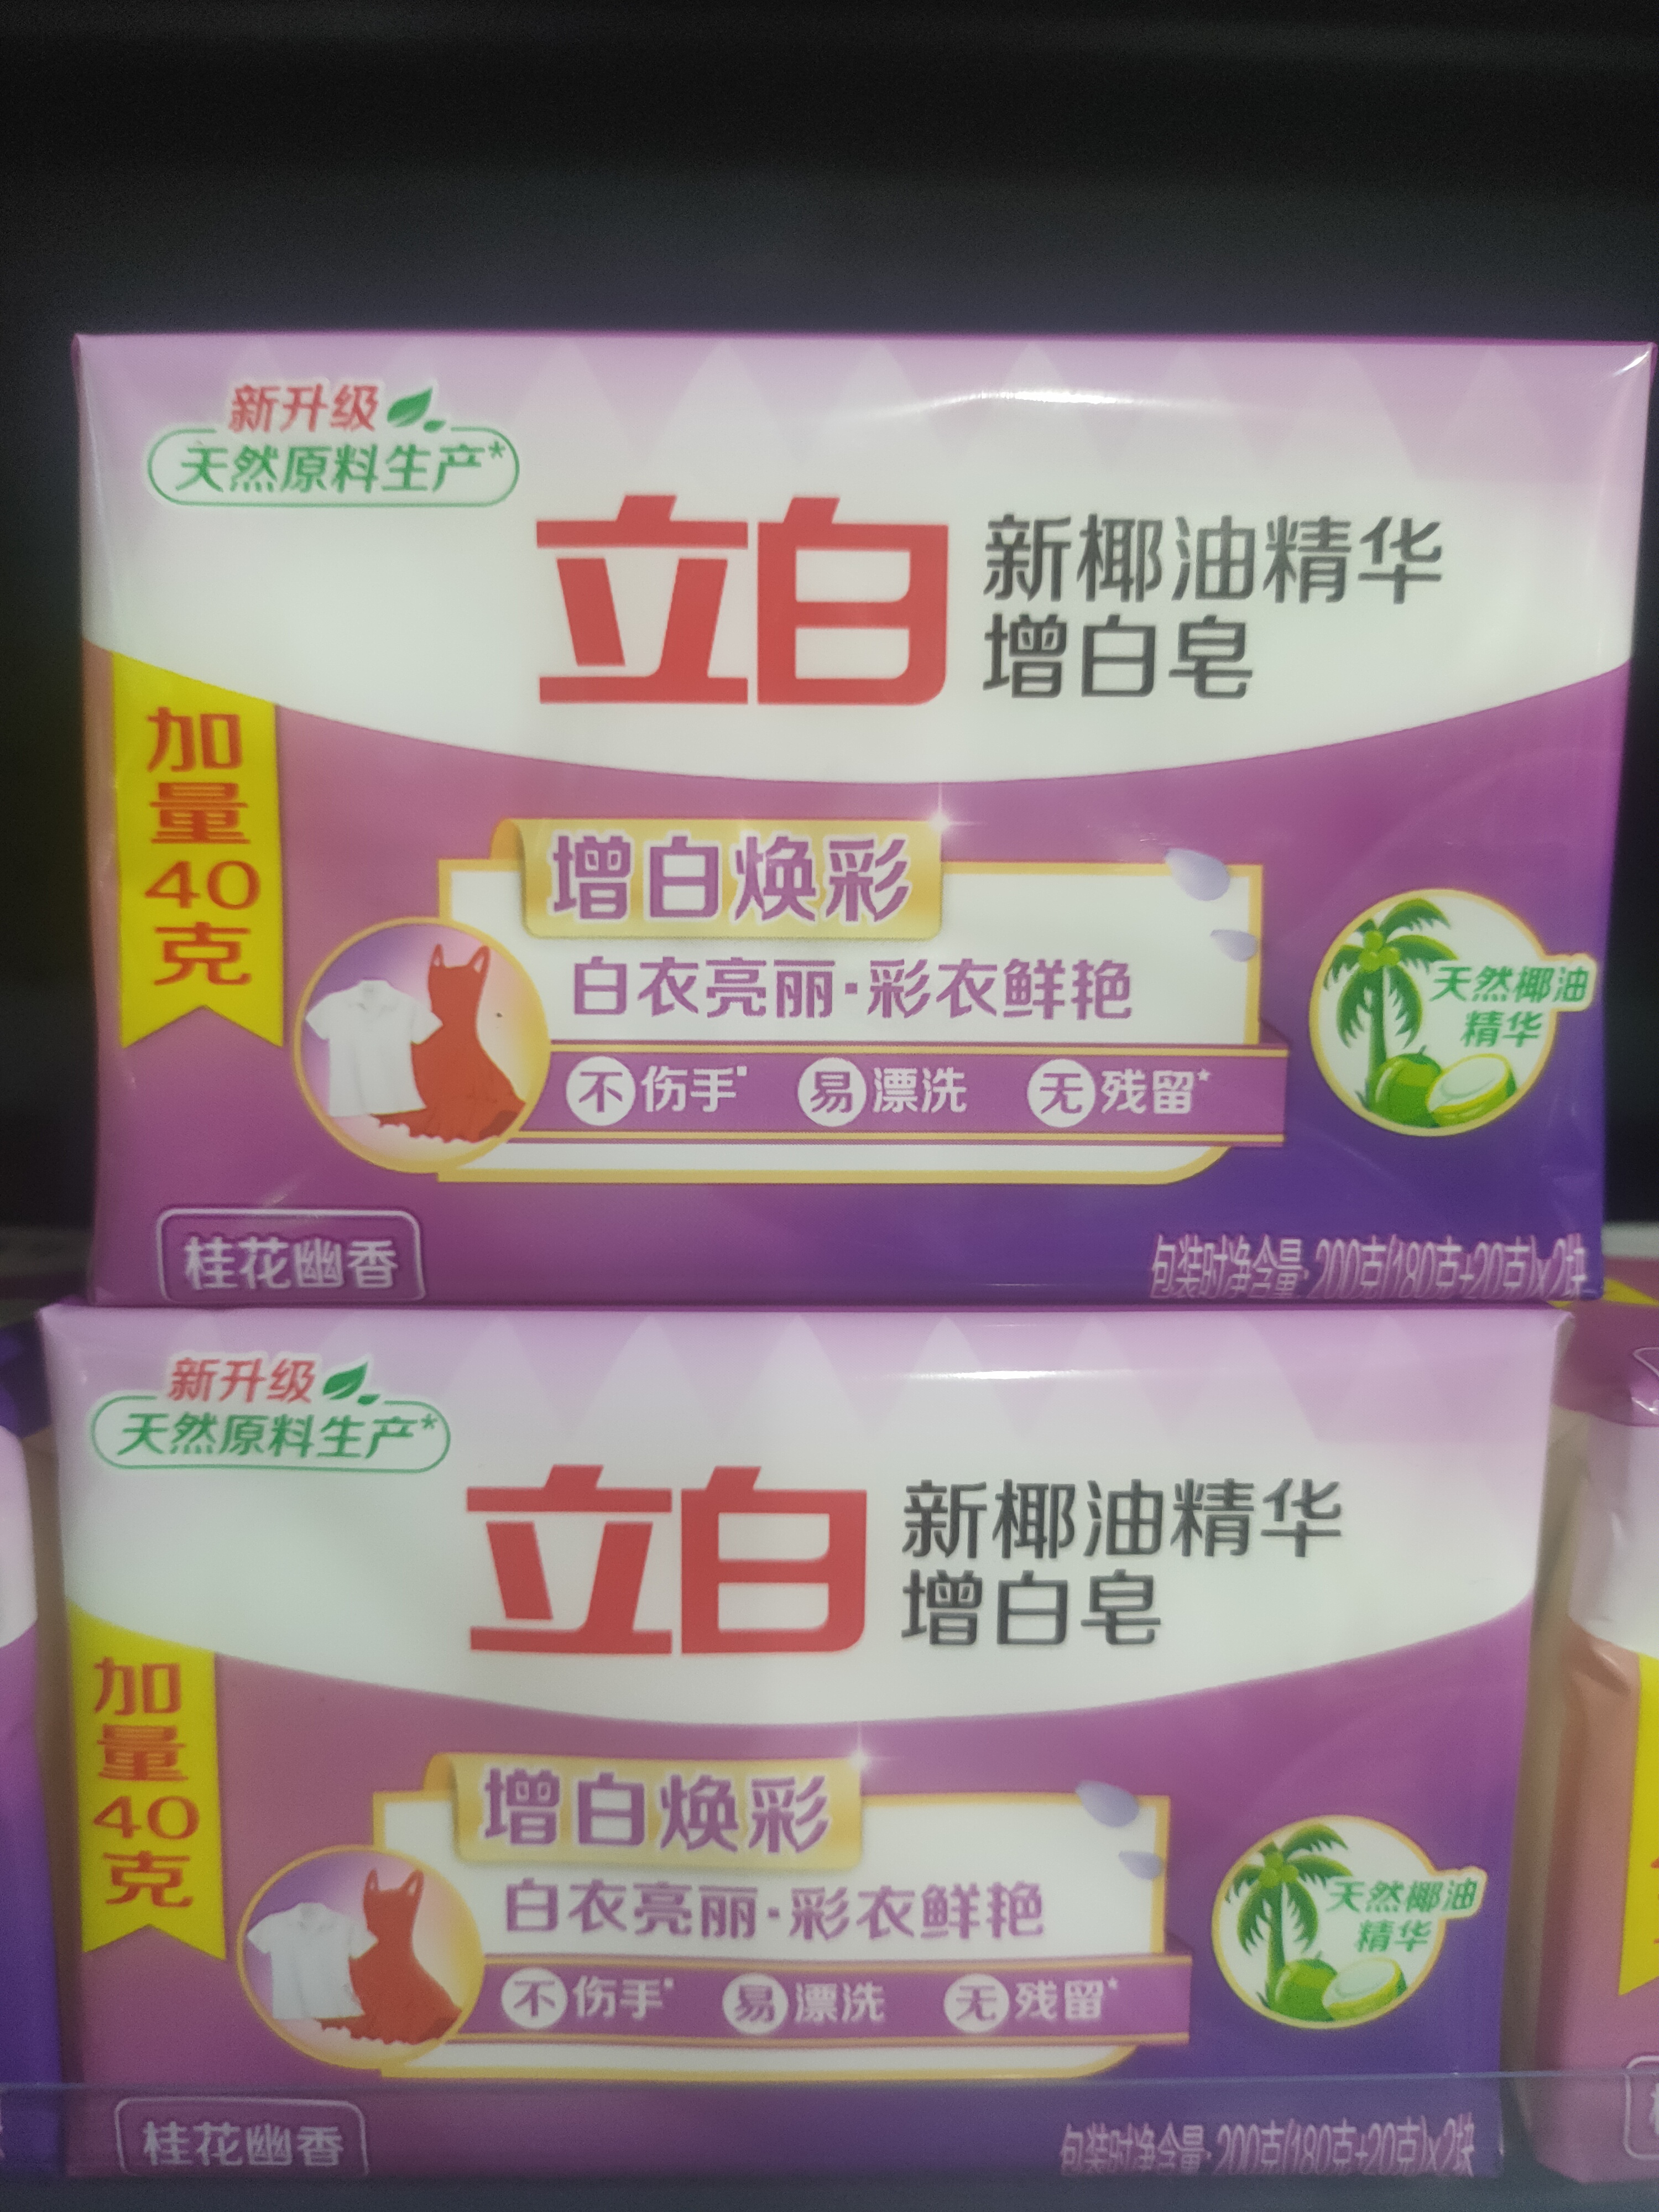 新升级
天然原料生产*
立白
新椰油精华
增白皂
加量40克
增白焕彩
白衣亮丽·彩衣鲜艳
不伤手* 易漂洗 无残留*
天然椰油
精华
桂花幽香
包装时净含量: 200克(180克+20克)x2块
新升级
天然原料生产*
立白
新椰油精华
增白皂
加量40克
增白焕彩
白衣亮丽·彩衣鲜艳
不伤手* 易漂洗 无残留*
天然椰油
精华
桂花幽香
包装时净含量: 200克(180克+20克)x2块